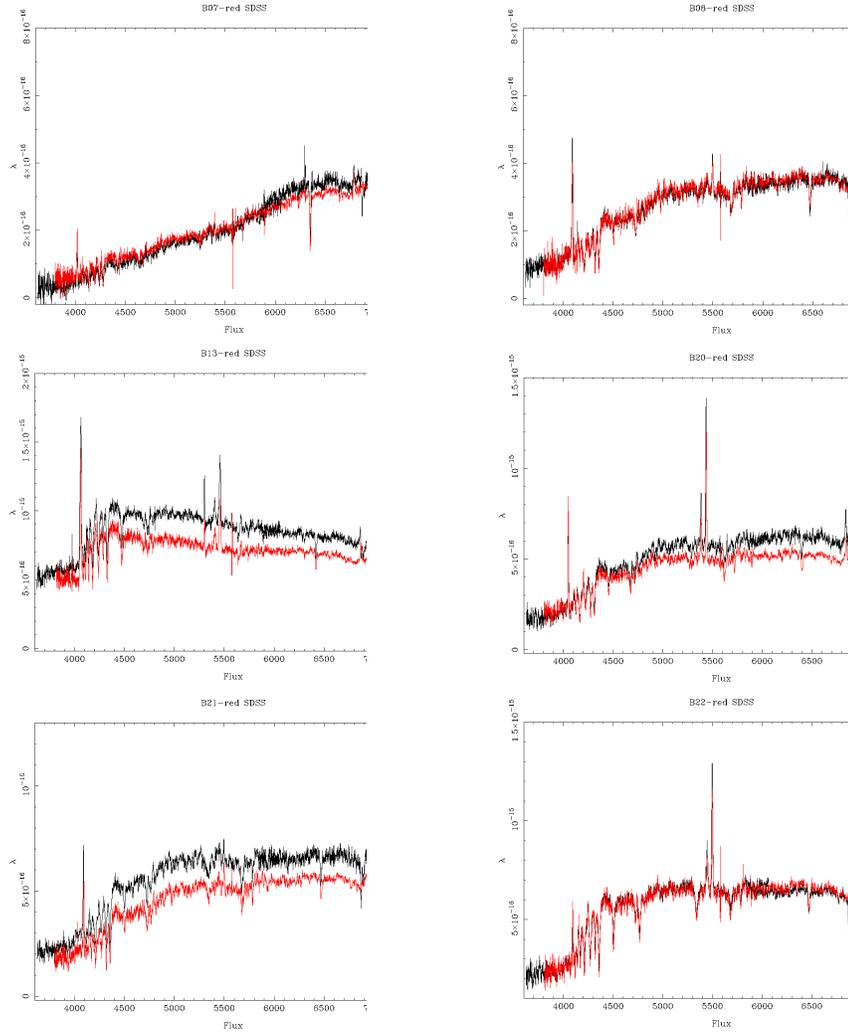 B07-red SDSS
8×10⁻¹⁶
6×10⁻¹⁶
4×10⁻¹⁶
2×10⁻¹⁶
0
λ
4000 4500 5000 5500 6000 6500 7
Flux
B08-red SDSS
8×10⁻¹⁶
6×10⁻¹⁶
4×10⁻¹⁶
2×10⁻¹⁶
0
λ
4000 4500 5000 5500 6000 6500
Flux
B13-red SDSS
2×10⁻¹⁵
1.5×10⁻¹⁵
10⁻¹⁵
5×10⁻¹⁶
0
λ
4000 4500 5000 5500 6000 6500 7
Flux
B20-red SDSS
1.5×10⁻¹⁵
10⁻¹⁵
5×10⁻¹⁶
0
λ
4000 4500 5000 5500 6000 6500
Flux
B21-red SDSS
10⁻¹⁵
5×10⁻¹⁶
0
λ
4000 4500 5000 5500 6000 6500 7
Flux
B22-red SDSS
1.5×10⁻¹⁵
10⁻¹⁵
5×10⁻¹⁶
λ
4000 4500 5000 5500 6000 6500
Flux